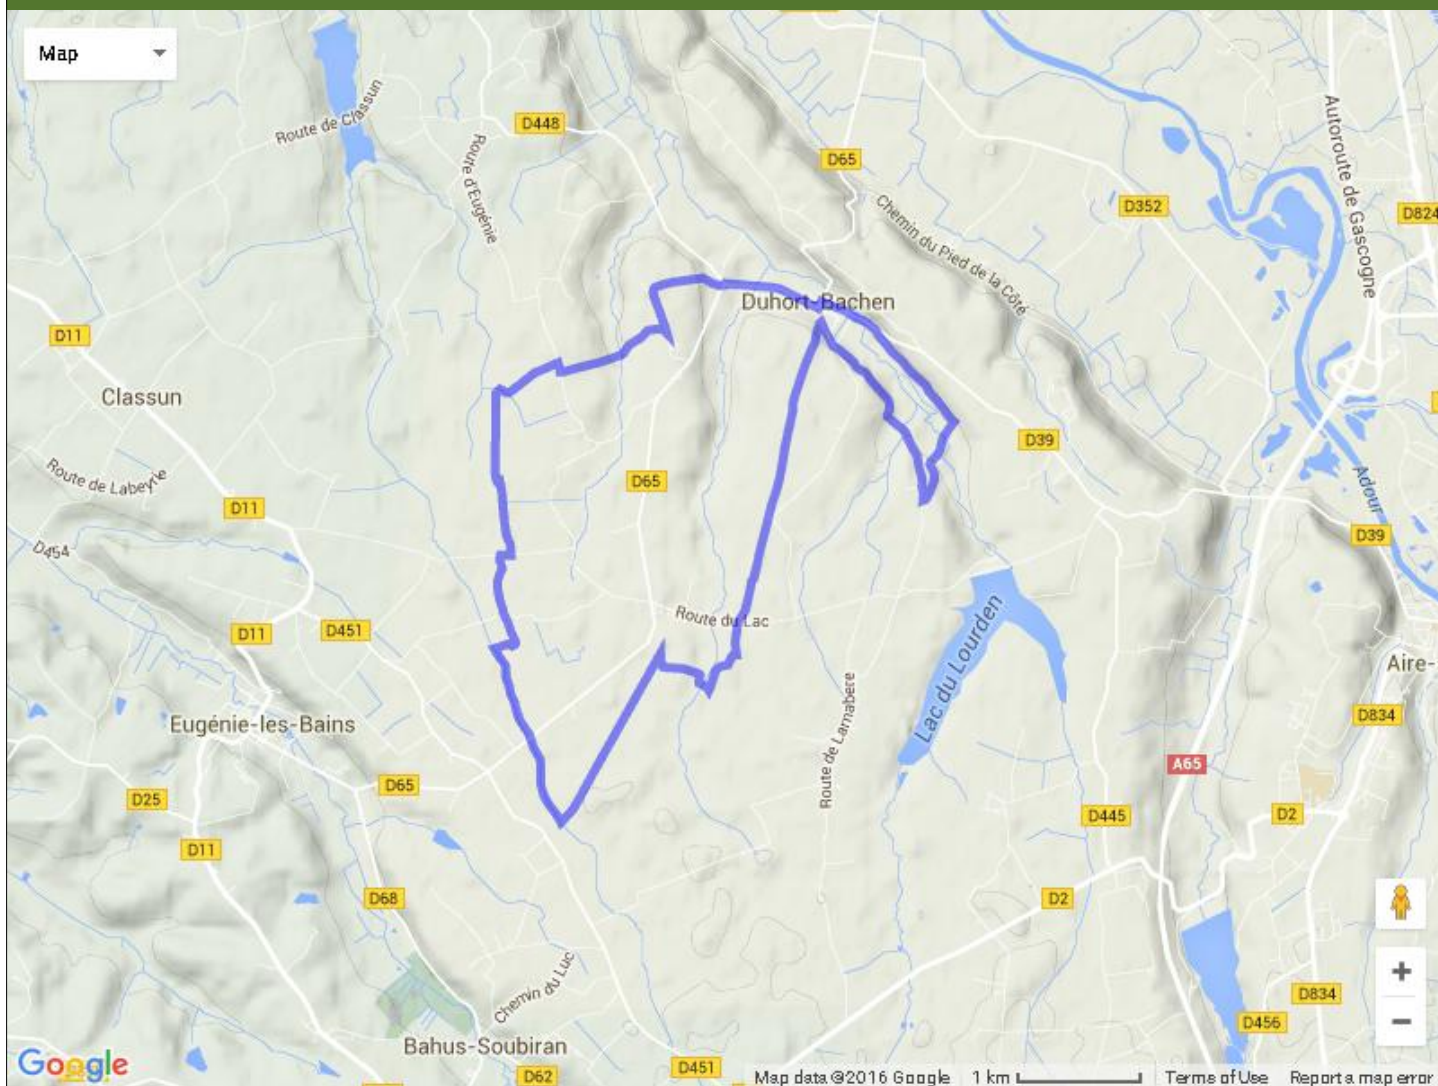 Map
Route de Classun
D448
Route d'Eugénie
D65
Chemin du Pied de la Côte
D352
Autoroute de Gascogne
D824
Duhort-Bachen
D11
Classun
D39
Route de Labeyrie
D65
D11
Adour
D39
D454
Route du Lac
D11
D451
Lac du Lourden
Aire-
Eugénie-les-Bains
Route de Larnabere
D834
A65
D65
D25
D445
D2
D11
D68
D2
Chemin du Luc
D834
D456
Bahus-Soubiran
Google
D62
D451
Map data ©2016 Google
1 km
Terms of Use
Report a map error
+
−